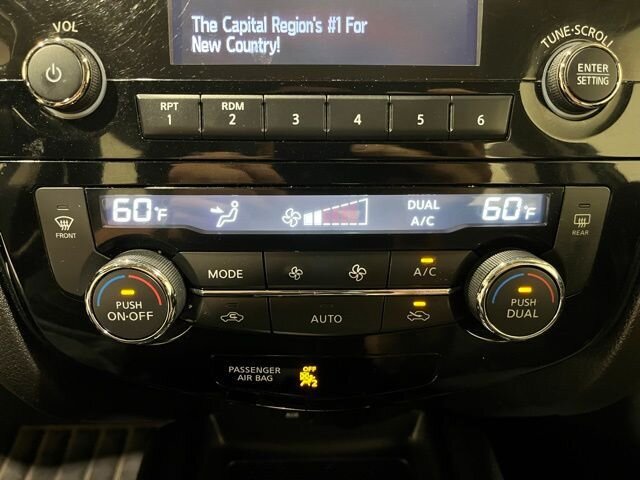 VOL
The Capital Region's #1 For
New Country!
TUNE·SCROLL
ENTER
SETTING
RPT
1
RDM
2
3
4
5
6
60°F
DUAL
A/C
60°F
FRONT
REAR
MODE
A/C
PUSH
ON·OFF
AUTO
PUSH
DUAL
PASSENGER
AIR BAG
OFF
2